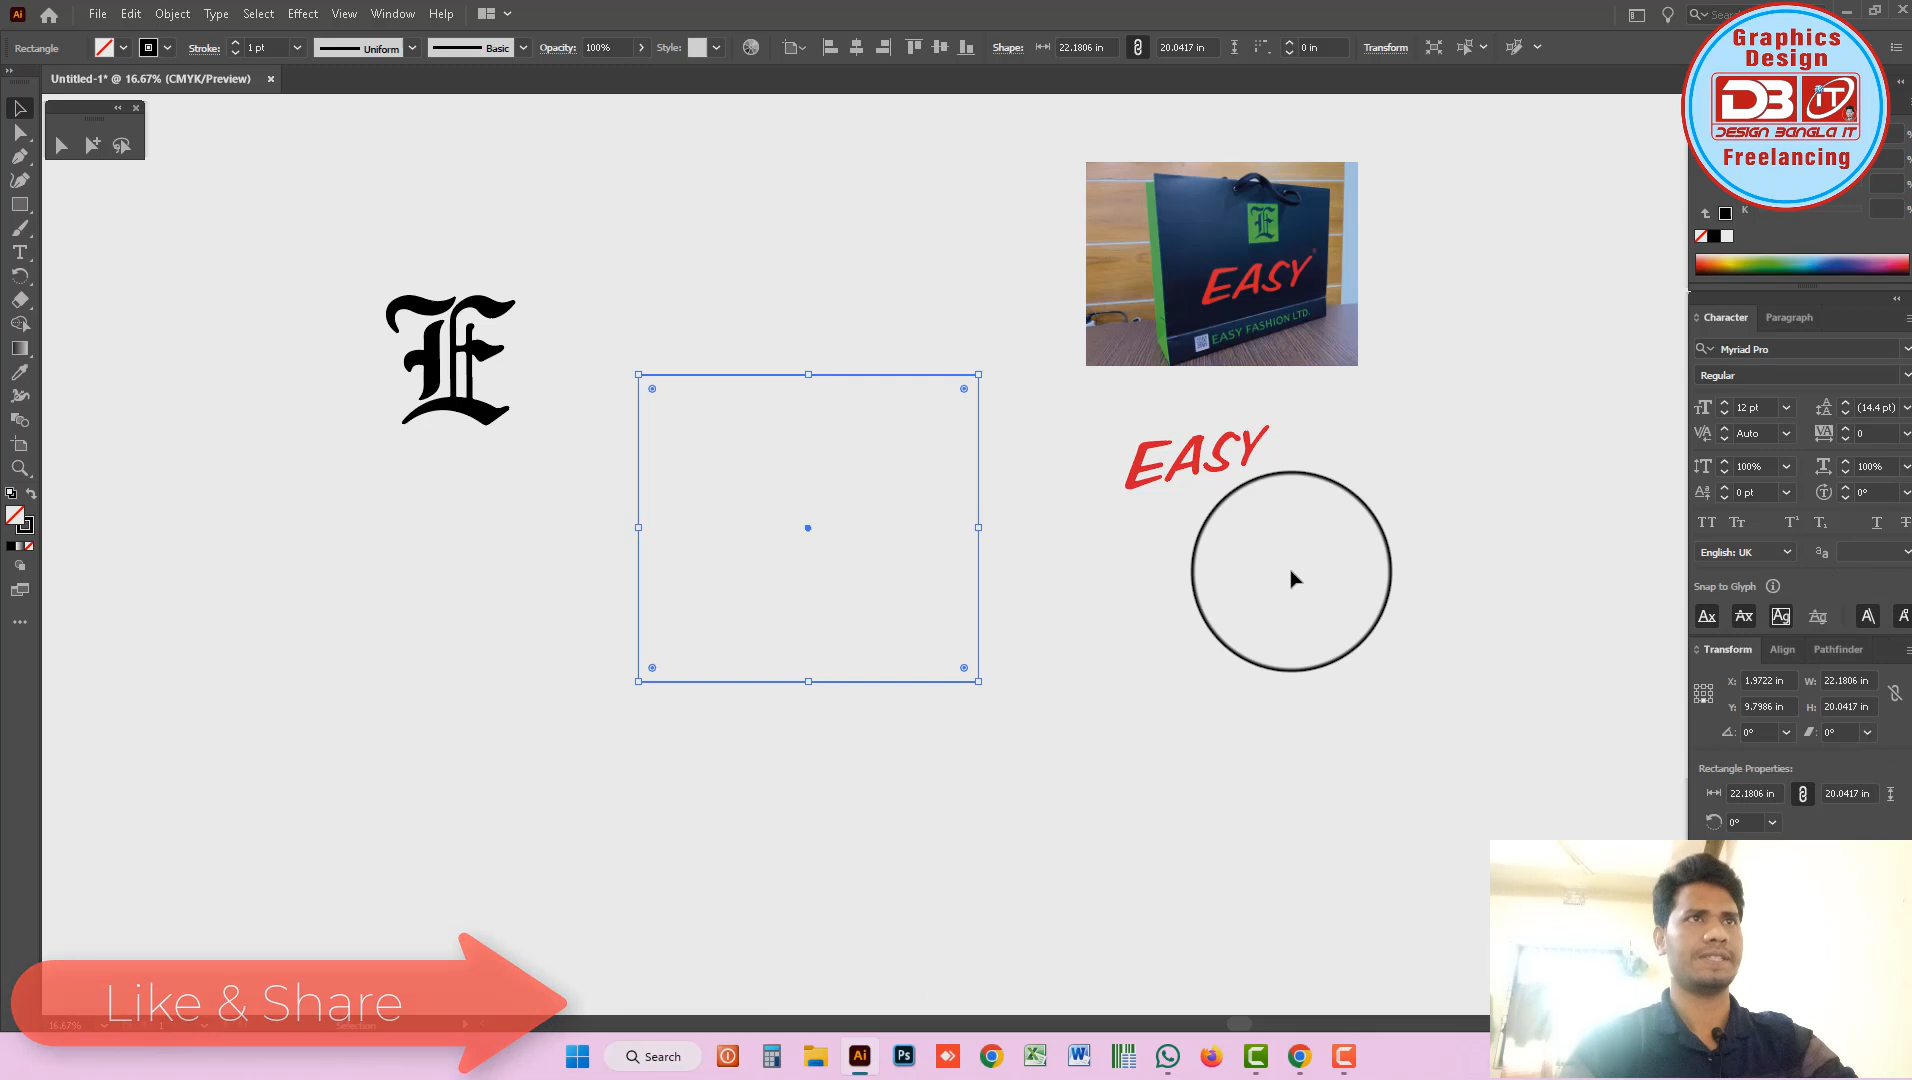 Ai File Edit Object Type Select Effect View Window Help
Rectangle Stroke: 1 pt Uniform Basic Opacity: 100% Style: Shape: 22.1806 in 20.0417 in 0 in Transform
Untitled-1* @ 16.67% (CMYK/Preview) ×
Graphics
Design
DB iT
DESIGN BANGLA IT
Freelancing
K
E
E
EASY
EASY FASHION LTD.
EASY
Character Paragraph
Myriad Pro
Regular
12 pt (14.4 pt)
Auto 0
100% 100%
0 pt 0°
English: UK
Snap to Glyph
Transform Align Pathfinder
X: 1.9722 in W: 22.1806 in
Y: 9.7986 in H: 20.0417 in
0° 0°
Rectangle Properties:
22.1806 in 20.0417 in
0°
Like & Share
16.67% 1 Selection
Search
Ai Ps